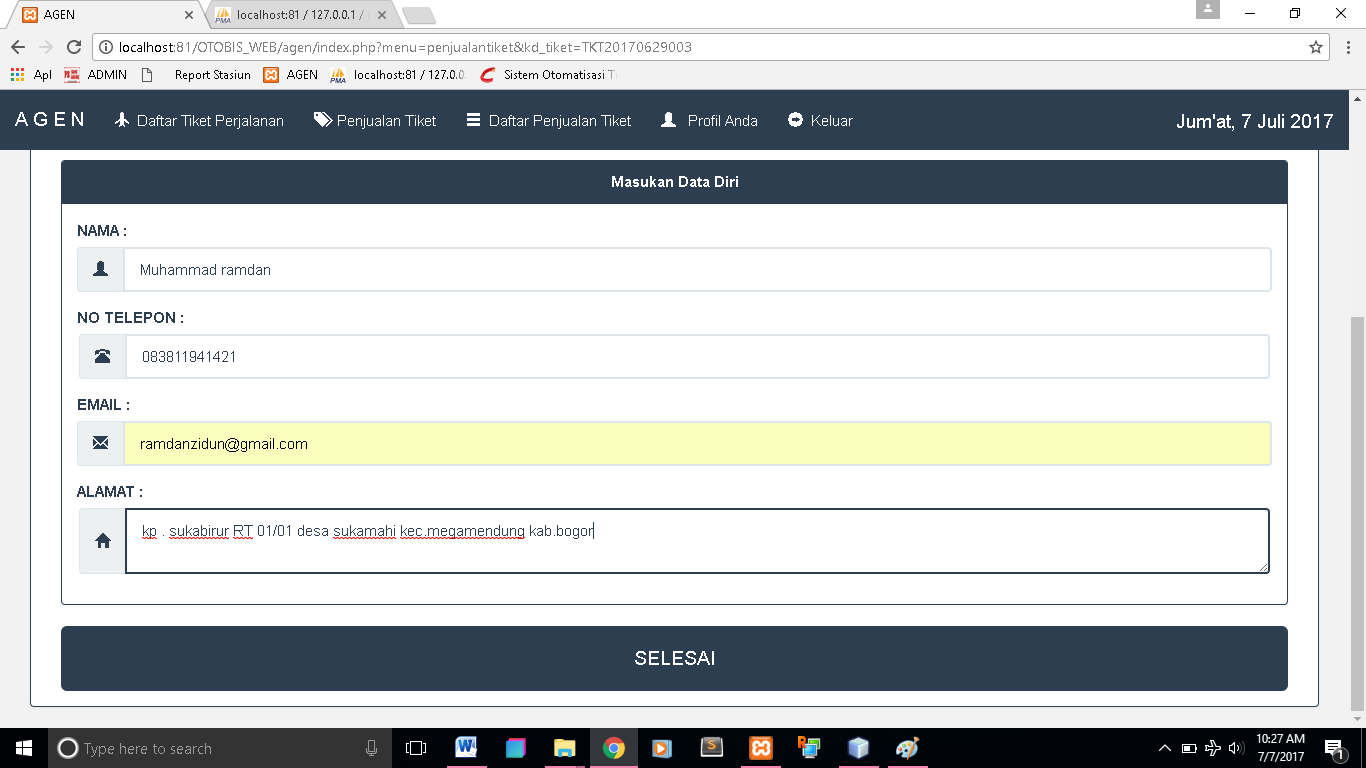 AGEN
localhost:81 / 127.0.0.1 /
localhost:81/OTOBIS_WEB/agen/index.php?menu=penjualantiket&kd_tiket=TKT20170629003
Apl ADMIN Report Stasiun AGEN localhost:81 / 127.0.0. Sistem Otomatisasi Ti
AGEN Daftar Tiket Perjalanan Penjualan Tiket Daftar Penjualan Tiket Profil Anda Keluar Jum'at, 7 Juli 2017
Masukan Data Diri
NAMA :
Muhammad ramdan
NO TELEPON :
083811941421
EMAIL :
ramdanzidun@gmail.com
ALAMAT :
kp . sukabirur RT 01/01 desa sukamahi kec.megamendung kab.bogor
SELESAI
Type here to search
10:27 AM
7/7/2017
1